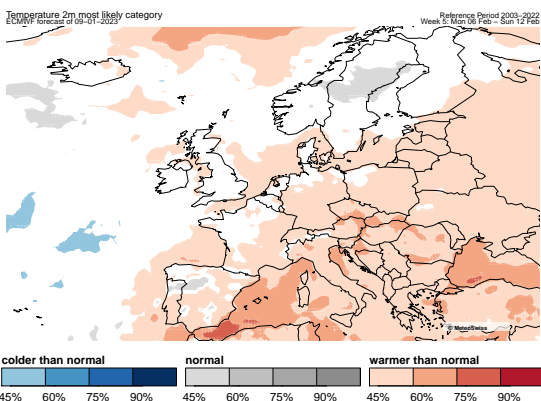 Temperature 2m most likely category
Reference Period 2003–2022
ECMWF forecast of 09–01–2023
Week 5: Mon 06 Feb – Sun 12 Feb
© MeteoSwiss
colder than normal
normal
warmer than normal
45% 60% 75% 90%
45% 60% 75% 90%
45% 60% 75% 90%